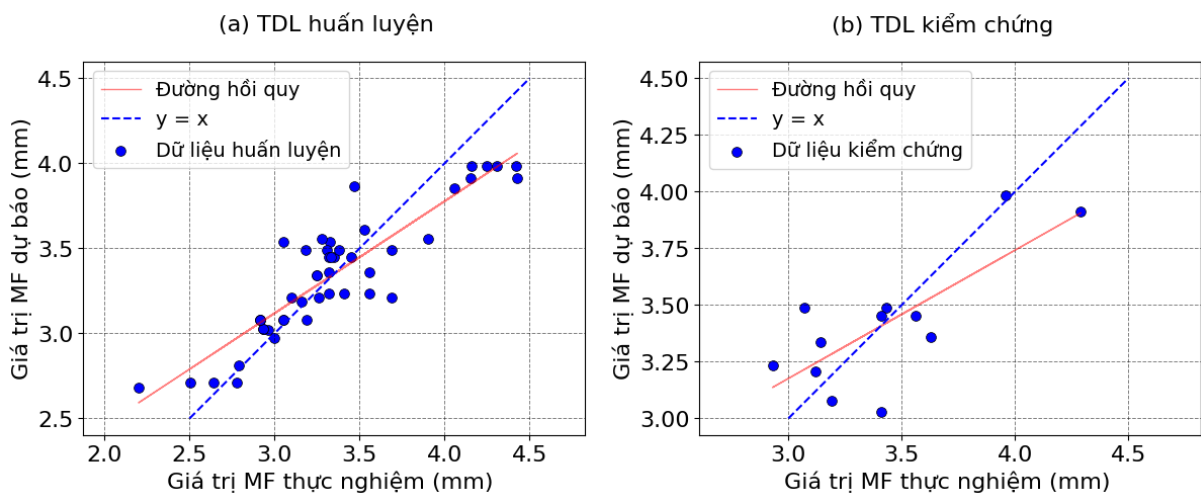 (a) TDL huấn luyện
4.5
4.0
3.5
3.0
2.5
Giá trị MF dự báo (mm)
Đường hồi quy
y = x
Dữ liệu huấn luyện
2.0 2.5 3.0 3.5 4.0 4.5
Giá trị MF thực nghiệm (mm)
(b) TDL kiểm chứng
4.50
4.25
4.00
3.75
3.50
3.25
3.00
Giá trị MF dự báo (mm)
Đường hồi quy
y = x
Dữ liệu kiểm chứng
3.0 3.5 4.0 4.5
Giá trị MF thực nghiệm (mm)